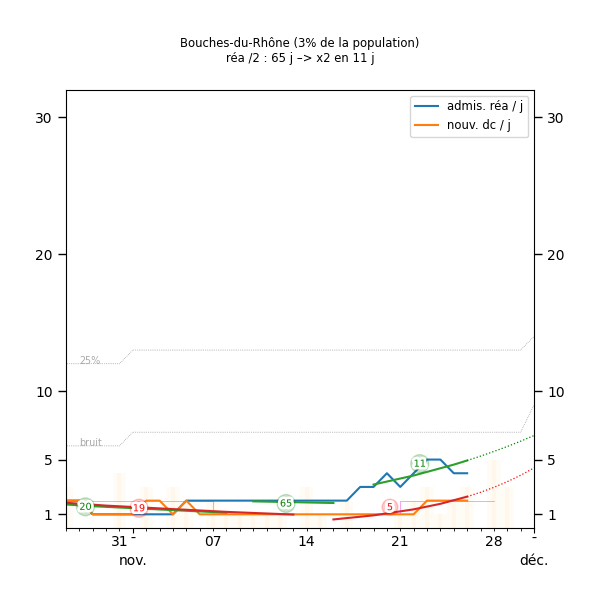 Bouches-du-Rhône (3% de la population)
réa /2 : 65 j –> x2 en 11 j
admis. réa / j
nouv. dc / j
30 30
20 20
25%
10 10
bruit
5 11 5
20 19 65 5
1 1
31 - 07 14 21 28 -
nov. déc.